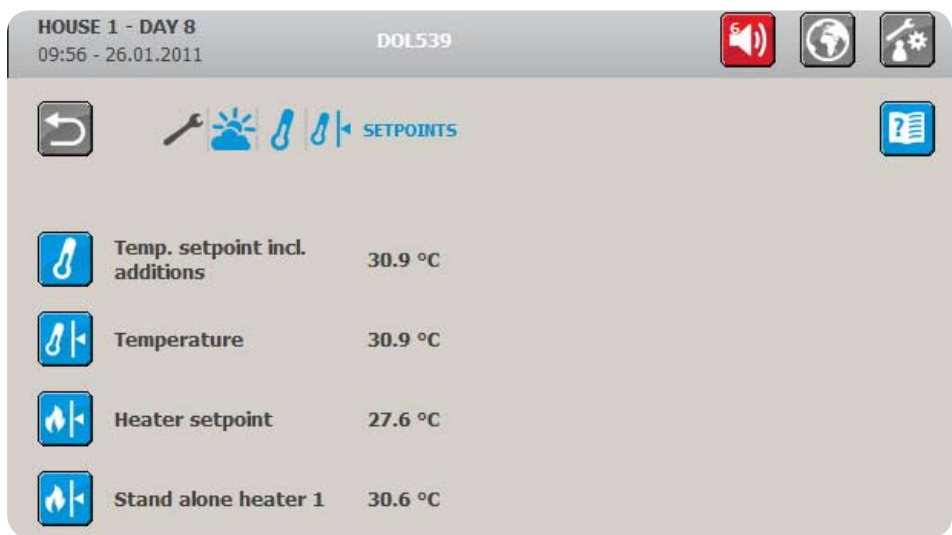 HOUSE 1 - DAY 8
09:56 - 26.01.2011
DOL539
6
SETPOINTS
?
Temp. setpoint incl.
additions
30.9 °C
Temperature
30.9 °C
Heater setpoint
27.6 °C
Stand alone heater 1
30.6 °C